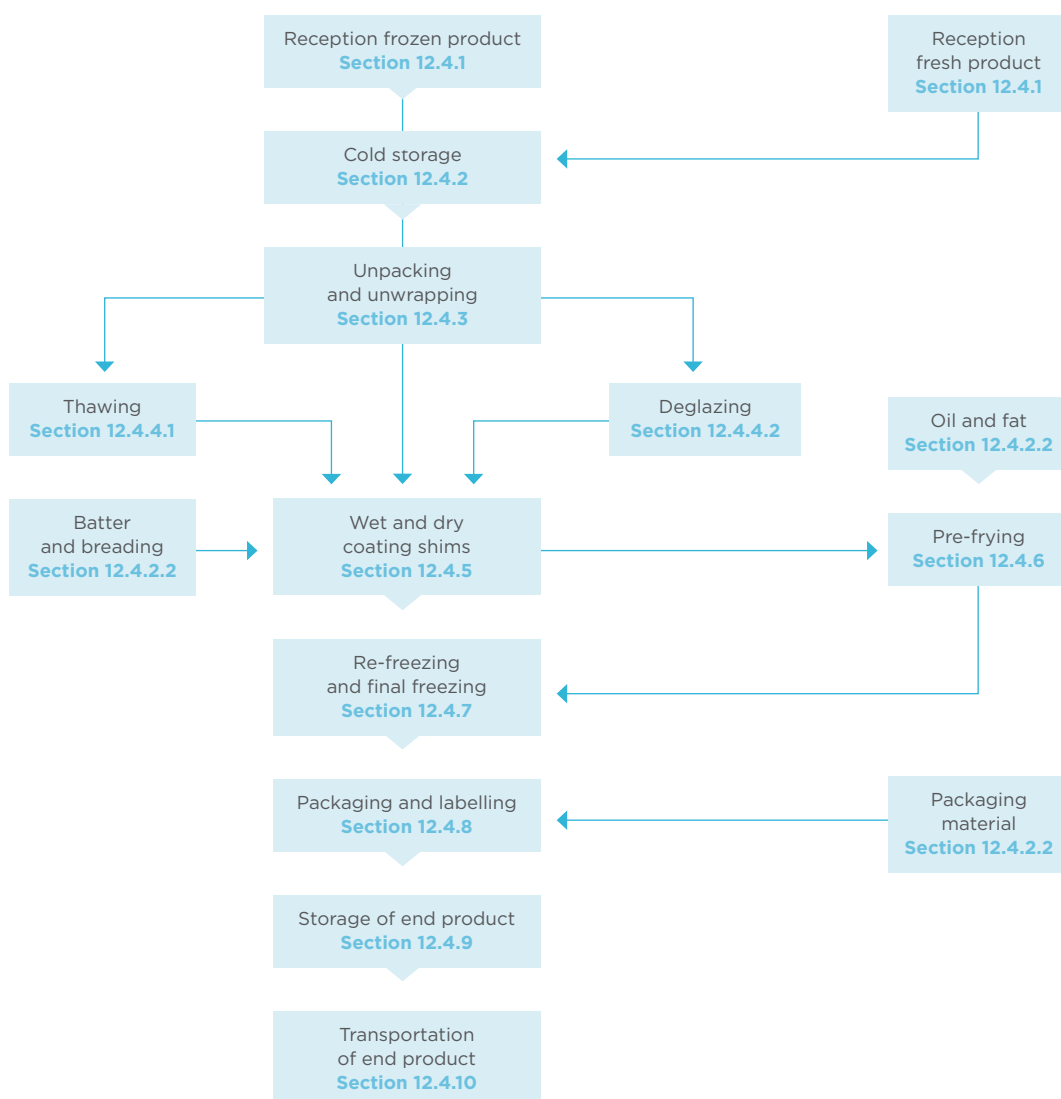 Reception frozen product
Section 12.4.1
Reception
fresh product
Section 12.4.1
Cold storage
Section 12.4.2
Unpacking
and unwrapping
Section 12.4.3
Thawing
Section 12.4.4.1
Deglazing
Section 12.4.4.2
Oil and fat
Section 12.4.2.2
Batter
and breading
Section 12.4.2.2
Wet and dry
coating shims
Section 12.4.5
Pre-frying
Section 12.4.6
Re-freezing
and final freezing
Section 12.4.7
Packaging and labelling
Section 12.4.8
Packaging
material
Section 12.4.2.2
Storage of end product
Section 12.4.9
Transportation
of end product
Section 12.4.10